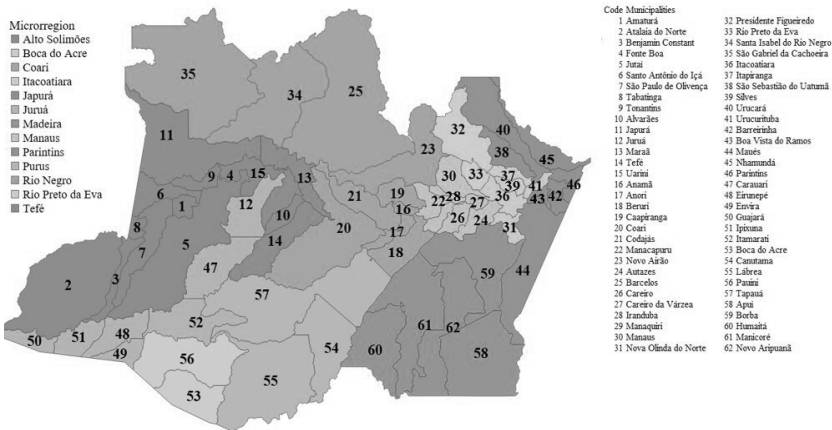 Microrregion
Alto Solimões
Boca do Acre
Coari
Itacoatiara
Japurá
Juruá
Madeira
Manaus
Parintins
Purus
Rio Negro
Rio Preto da Eva
Tefé
35
34
25
11
32
40
23
38
45
9
4
15
13
30
33
37
39
41
46
6
1
12
10
21
19
16
22
28
27
36
43
42
8
7
5
14
20
17
26
24
31
18
2
3
47
57
59
44
50
51
48
49
52
56
53
55
54
60
61
62
58
Code Municipalities
1 Amaturá
2 Atalaia do Norte
3 Benjamin Constant
4 Fonte Boa
5 Jutaí
6 Santo Antônio do Içá
7 São Paulo de Olivença
8 Tabatinga
9 Tonantins
10 Alvarães
11 Japurá
12 Juruá
13 Maraã
14 Tefé
15 Uarini
16 Anamã
17 Anori
18 Beruri
19 Caapiranga
20 Coari
21 Codajás
22 Manacapuru
23 Novo Airão
24 Autazes
25 Barcelos
26 Careiro
27 Careiro da Várzea
28 Iranduba
29 Manaquiri
30 Manaus
31 Nova Olinda do Norte
32 Presidente Figueiredo
33 Rio Preto da Eva
34 Santa Isabel do Rio Negro
35 São Gabriel da Cachoeira
36 Itacoatiara
37 Itapiranga
38 São Sebastião do Uatumã
39 Silves
40 Urucará
41 Urucurituba
42 Barreirinha
43 Boa Vista do Ramos
44 Maués
45 Nhamundá
46 Parintins
47 Carauari
48 Eirunepé
49 Envira
50 Guajará
51 Ipixuna
52 Itamarati
53 Boca do Acre
54 Canutama
55 Lábrea
56 Pauini
57 Tapauá
58 Apui
59 Borba
60 Humaitá
61 Manicoré
62 Novo Aripuanã